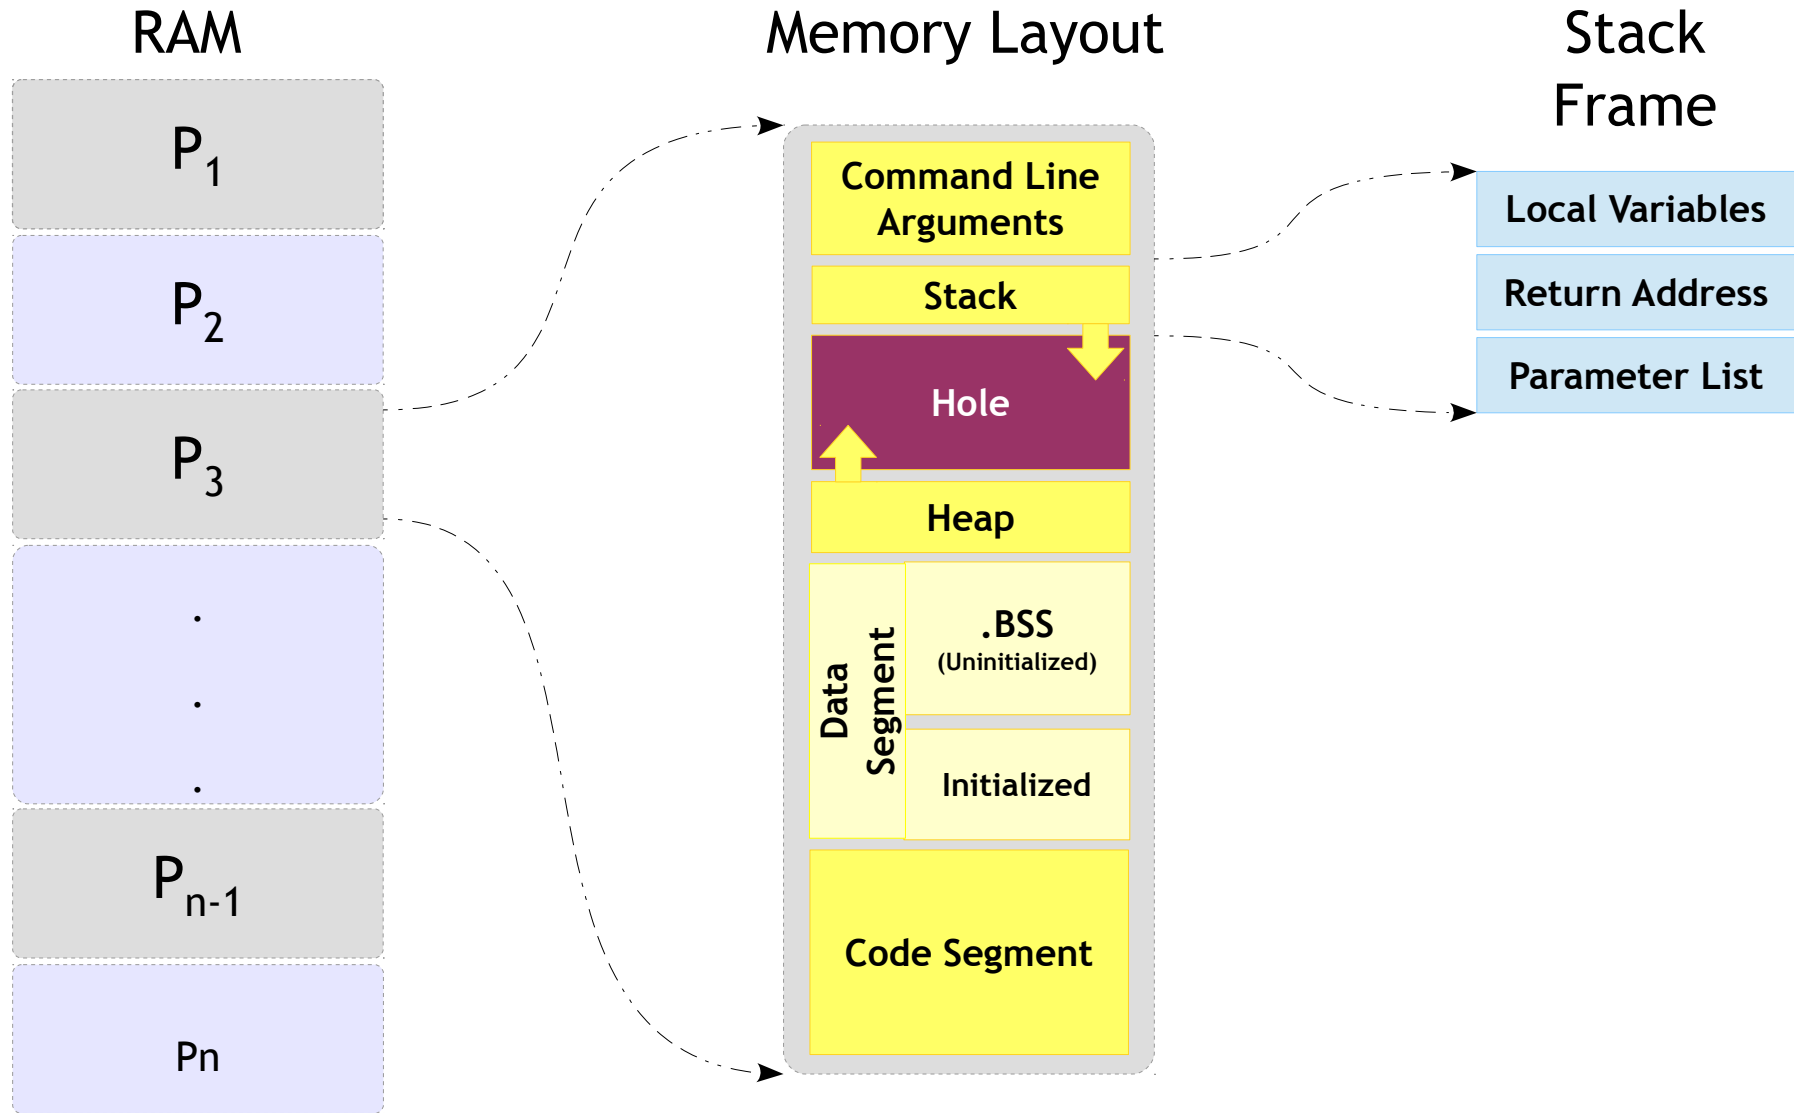 RAM
P1
P2
P3
.
.
.
Pn-1
Pn
Memory Layout
Command Line
Arguments
Stack
Hole
Heap
Data
Segment
.BSS
(Uninitialized)
Initialized
Code Segment
Stack
Frame
Local Variables
Return Address
Parameter List